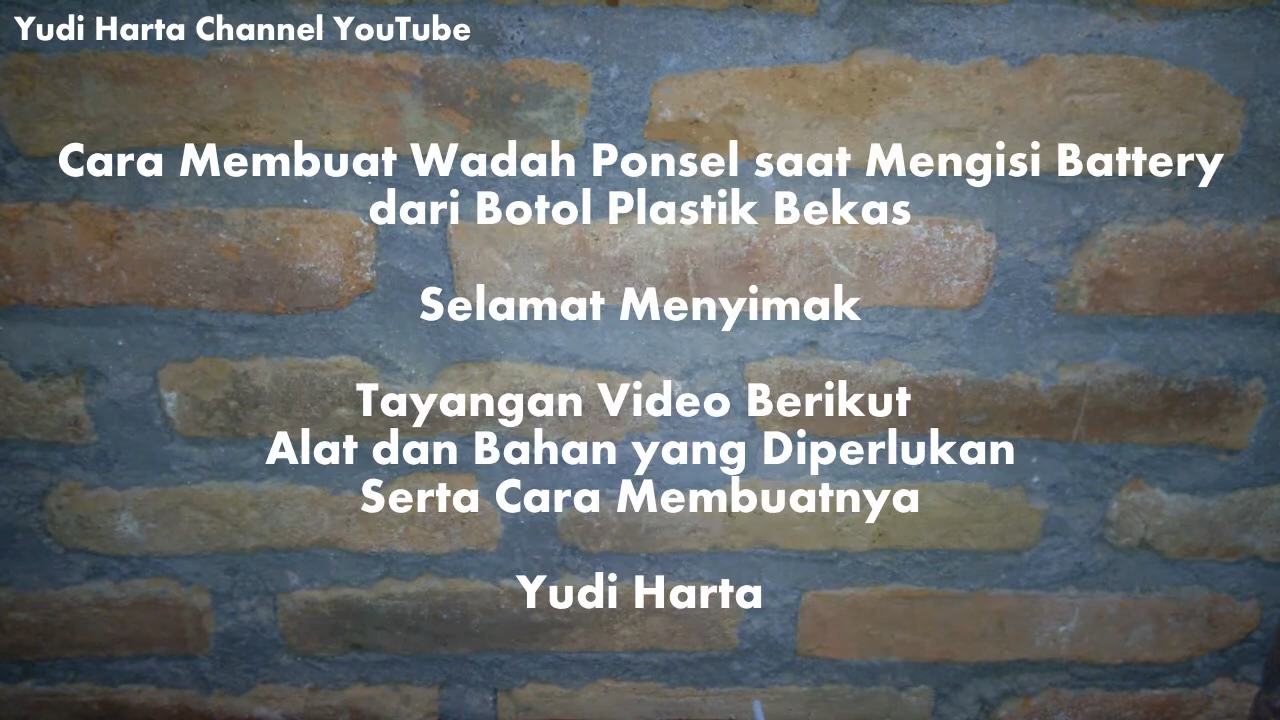 Yudi Harta Channel YouTube
Cara Membuat Wadah Ponsel saat Mengisi Battery
dari Botol Plastik Bekas
Selamat Menyimak
Tayangan Video Berikut
Alat dan Bahan yang Diperlukan
Serta Cara Membuatnya
Yudi Harta